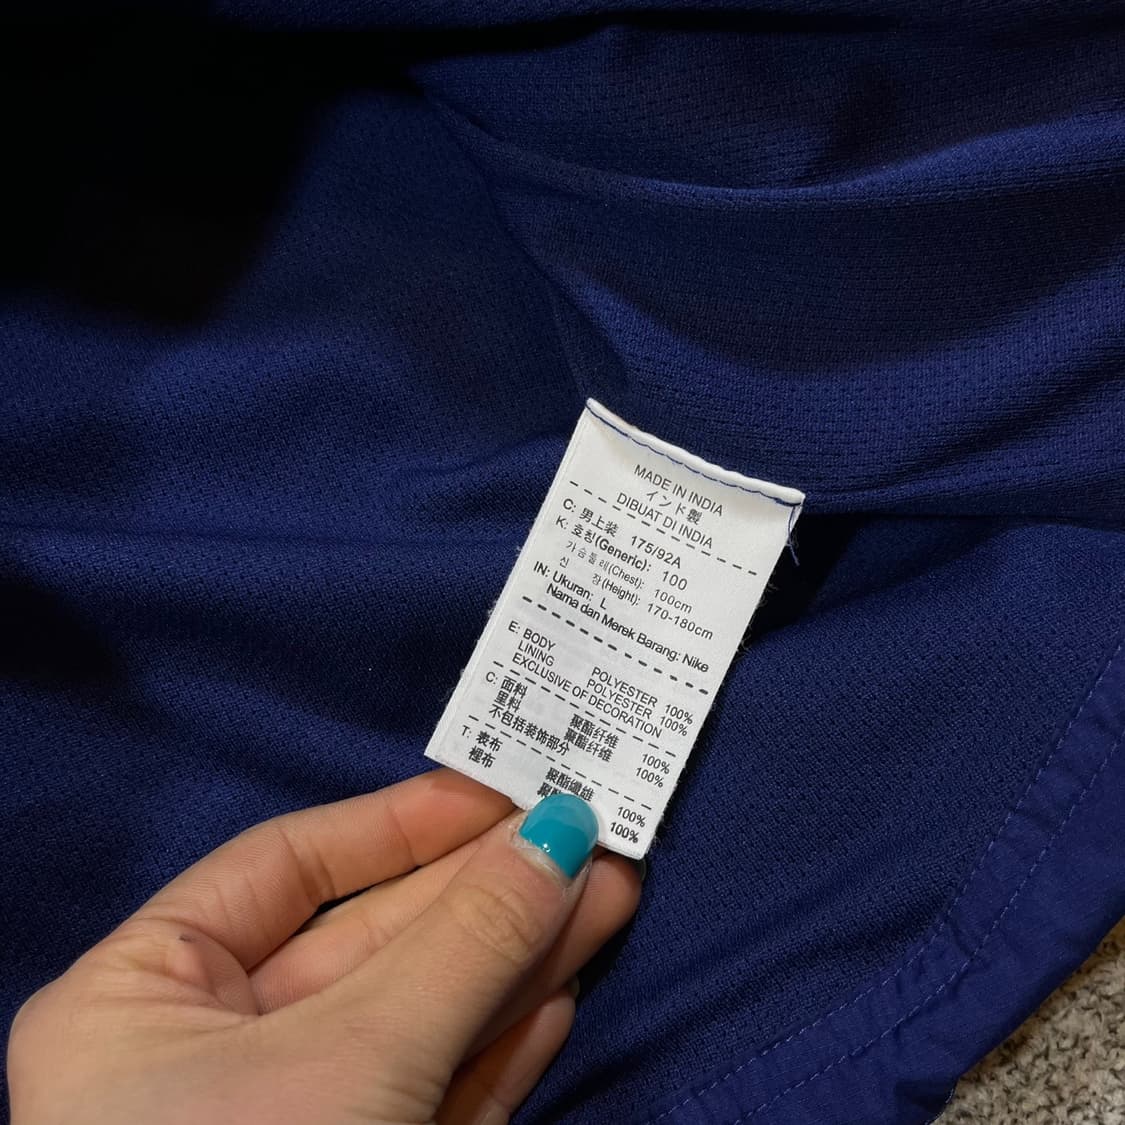 MADE IN INDIA
インド製
DIBUAT DI INDIA
C: 男上装 175/92A
K: 호칭(Generic): 100
가슴둘레(Chest): 100cm
신 장(Height): 170-180cm
IN: Ukuran: L
Nama dan Merek Barang: Nike
E: BODY POLYESTER 100%
LINING POLYESTER 100%
EXCLUSIVE OF DECORATION
C: 面料 聚酯纤维 100%
里料 聚酯纤维 100%
不包括装饰部分
T: 表布 聚酯纖維 100%
裡布 100%